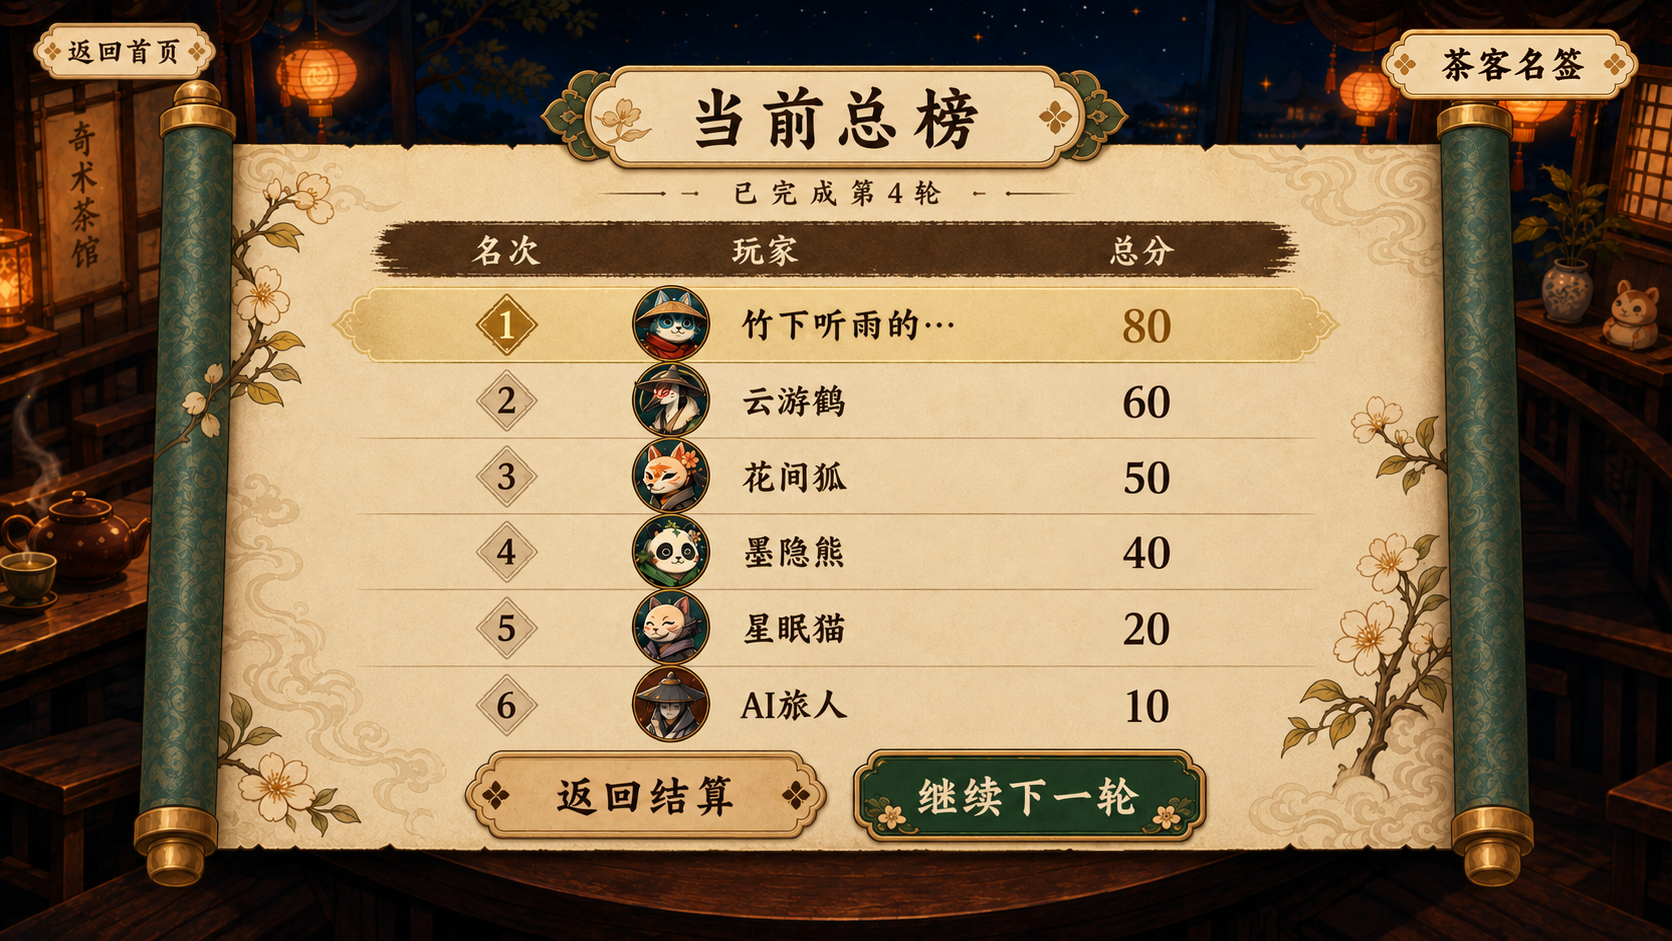 返回首页
茶客名签
奇术茶馆
当前总榜
已完成第4轮
名次 玩家 总分
1 竹下听雨的… 80
2 云游鹤 60
3 花间狐 50
4 墨隐熊 40
5 星眠猫 20
6 AI旅人 10
返回结算
继续下一轮